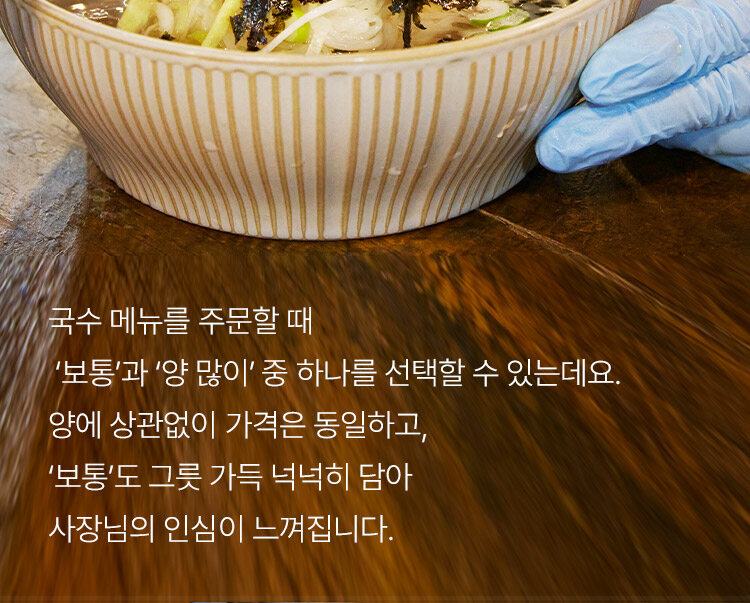 국수 메뉴를 주문할 때
‘보통’과 ‘양 많이’ 중 하나를 선택할 수 있는데요.
양에 상관없이 가격은 동일하고,
‘보통’도 그릇 가득 넉넉히 담아
사장님의 인심이 느껴집니다.